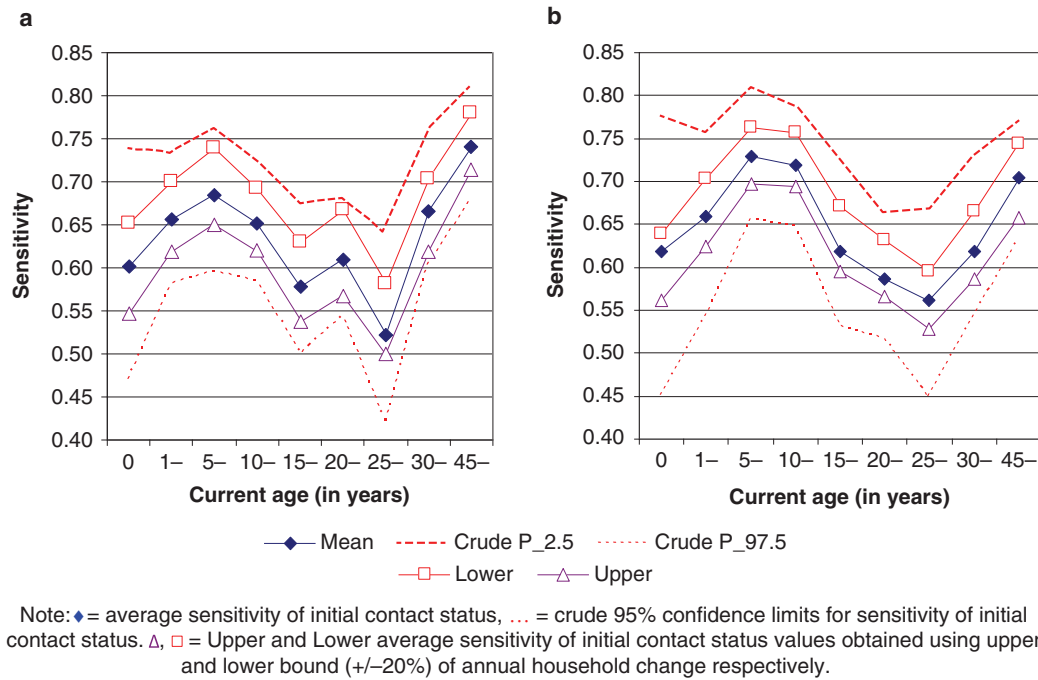 a
b
0.85
0.80
0.75
0.70
0.65
0.60
0.55
0.50
0.45
0.40
Sensitivity
0 1– 5– 10– 15– 20– 25– 30– 45–
Current age (in years)
0.85
0.80
0.75
0.70
0.65
0.60
0.55
0.50
0.45
0.40
Sensitivity
0 1– 5– 10– 15– 20– 25– 30– 45–
Current age (in years)
Mean Crude P_2.5 Crude P_97.5
Lower Upper
Note: ♦ = average sensitivity of initial contact status, ... = crude 95% confidence limits for sensitivity of initial
contact status. Δ, □ = Upper and Lower average sensitivity of initial contact status values obtained using upper
and lower bound (+/–20%) of annual household change respectively.